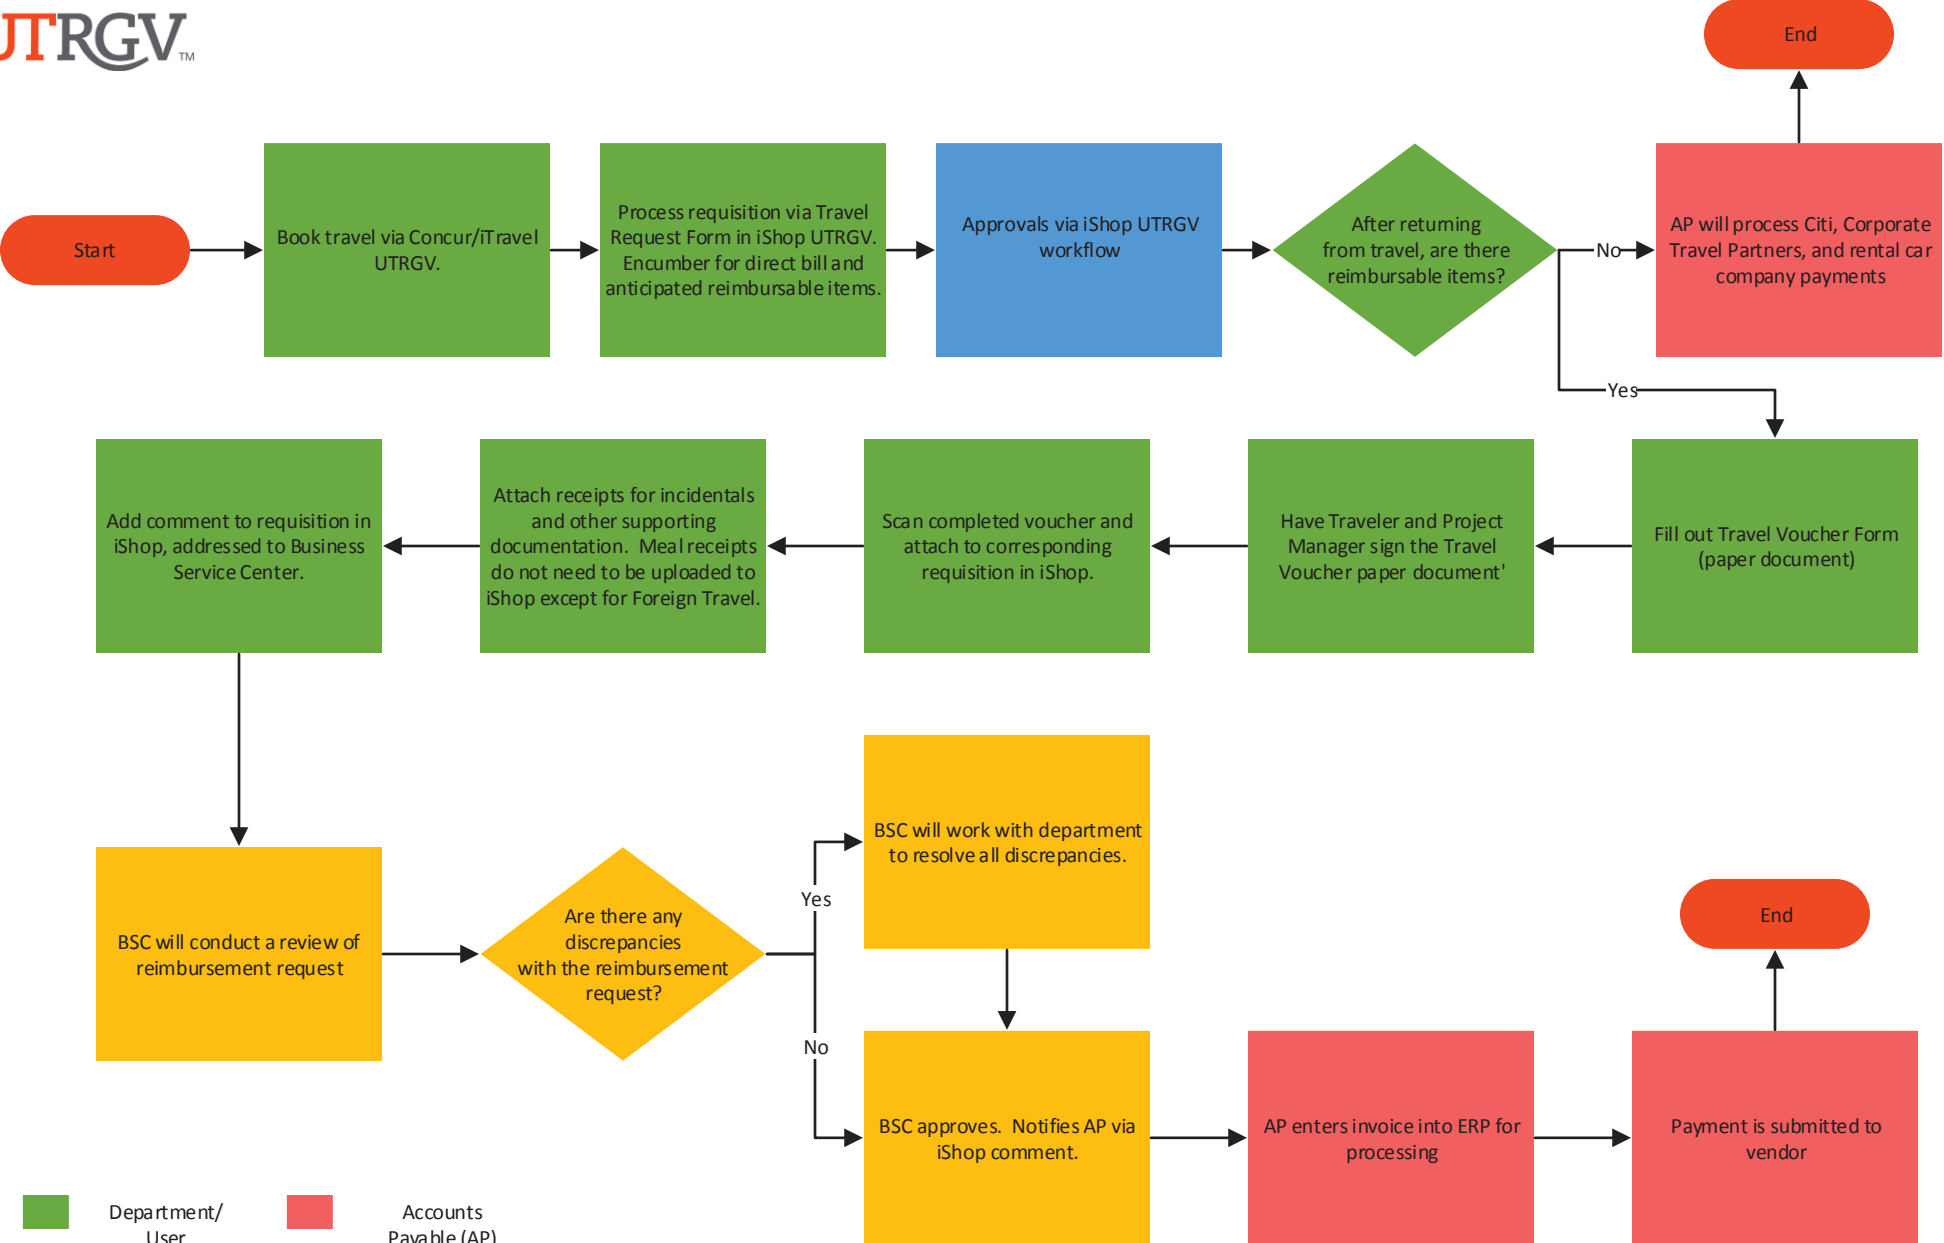 UTRGV™
End
Start
Book travel via Concur/iTravel
UTRGV.
Process requisition via Travel
Request Form in iShop UTRGV.
Encumber for direct bill and
anticipated reimbursable items.
Approvals via iShop UTRGV
workflow
After returning
from travel, are there
reimbursable items?
No
AP will process Citi, Corporate
Travel Partners, and rental car
company payments
Yes
Add comment to requisition in
iShop, addressed to Business
Service Center.
Attach receipts for incidentals
and other supporting
documentation.  Meal receipts
do not need to be uploaded to
iShop except for Foreign Travel.
Scan completed voucher and
attach to corresponding
requisition in iShop.
Have Traveler and Project
Manager sign the Travel
Voucher paper document'
Fill out Travel Voucher Form
(paper document)
BSC will work with department
to resolve all discrepancies.
Yes
BSC will conduct a review of
reimbursement request
Are there any
discrepancies
with the reimbursement
request?
End
No
BSC approves.  Notifies AP via
iShop comment.
AP enters invoice into ERP for
processing
Payment is submitted to
vendor
Department/
User
Accounts
Payable (AP)